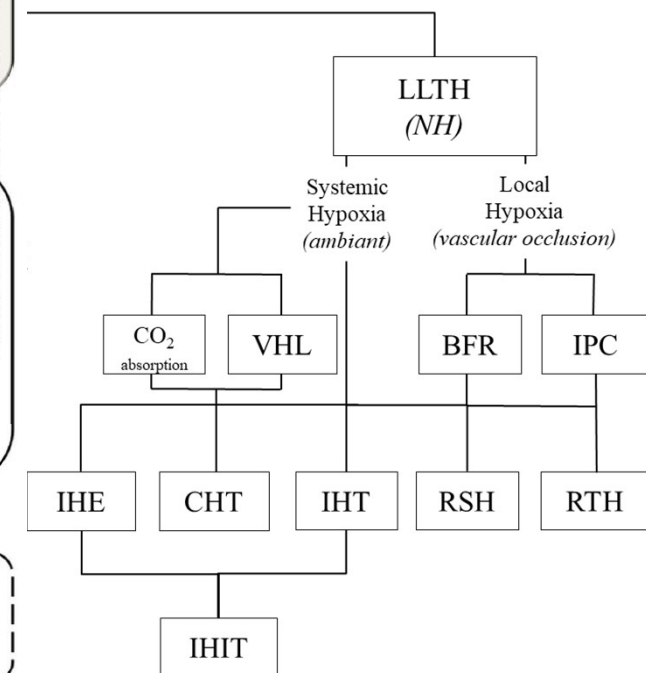 LLTH
(NH)
Systemic
Hypoxia
(ambiant)
Local
Hypoxia
(vascular occlusion)
CO₂
absorption
VHL
BFR
IPC
IHE
CHT
IHT
RSH
RTH
IHIT